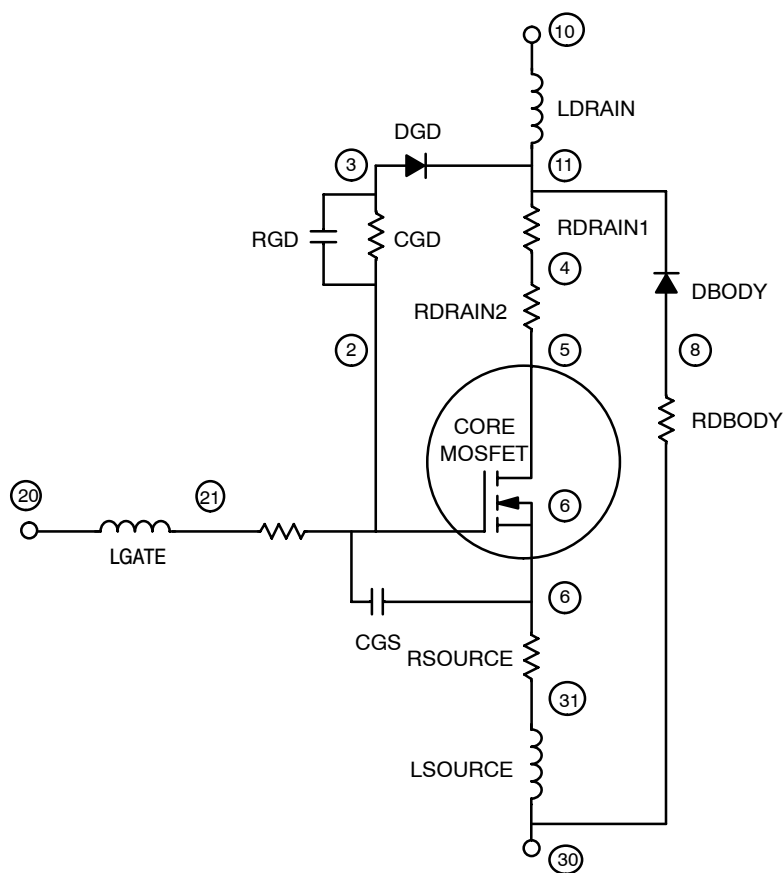 10
LDRAIN
DGD
3
11
RGD
CGD
RDRAIN1
4
DBODY
RDRAIN2
2
5
8
CORE
MOSFET
RDBODY
20
21
6
LGATE
6
CGS
RSOURCE
31
LSOURCE
30